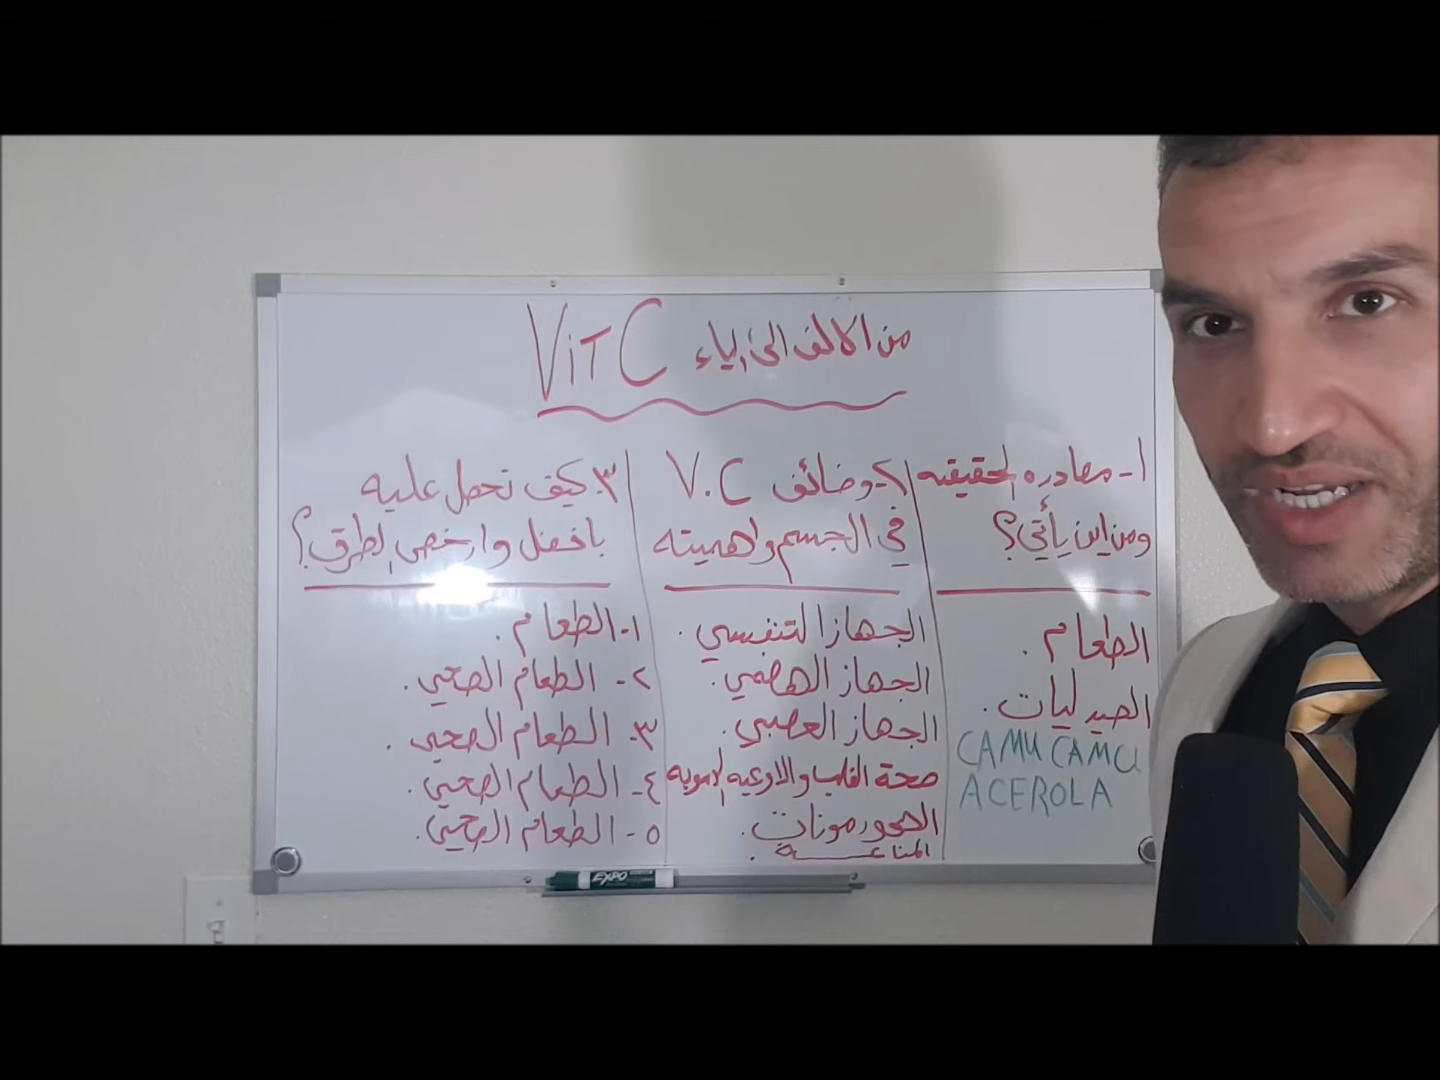 من الالف الى الياء VIT C
١- مصادره الحقيقيه
ومن اين يأتي؟
الطعام.
الصيدليات.
CAMU CAMU
ACEROLA
٢- وضائف V.C
في الجسم واهميته
الجهاز التنفسي.
الجهاز الهضمي.
الجهاز العصبي.
صحة القلب والاوعيه الدمويه
الهورمونات.
المناعة.
٣- كيف تحصل عليه
بافضل وارخص الطرق؟
١- الطعام.
٢- الطعام الصحي.
٣- الطعام الصحي.
٤- الطعام الصحي.
٥- الطعام الصحي.
EXPO